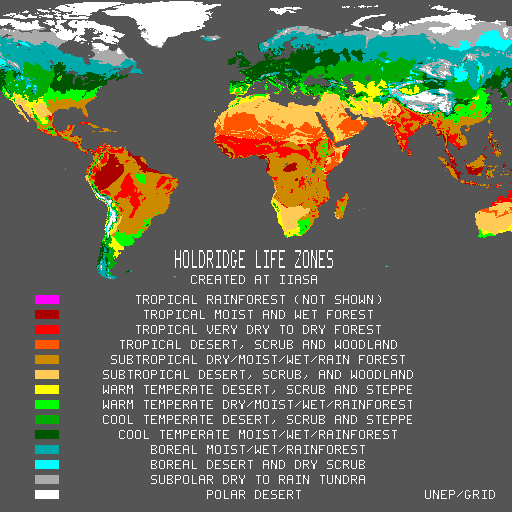 HOLDRIDGE LIFE ZONES
CREATED AT IIASA
TROPICAL RAINFOREST (NOT SHOWN)
TROPICAL MOIST AND WET FOREST
TROPICAL VERY DRY TO DRY FOREST
TROPICAL DESERT, SCRUB AND WOODLAND
SUBTROPICAL DRY/MOIST/WET/RAIN FOREST
SUBTROPICAL DESERT, SCRUB, AND WOODLAND
WARM TEMPERATE DESERT, SCRUB AND STEPPE
WARM TEMPERATE DRY/MOIST/WET/RAINFOREST
COOL TEMPERATE DESERT, SCRUB AND STEPPE
COOL TEMPERATE MOIST/WET/RAINFOREST
BOREAL MOIST/WET/RAINFOREST
BOREAL DESERT AND DRY SCRUB
SUBPOLAR DRY TO RAIN TUNDRA
POLAR DESERT
UNEP/GRID